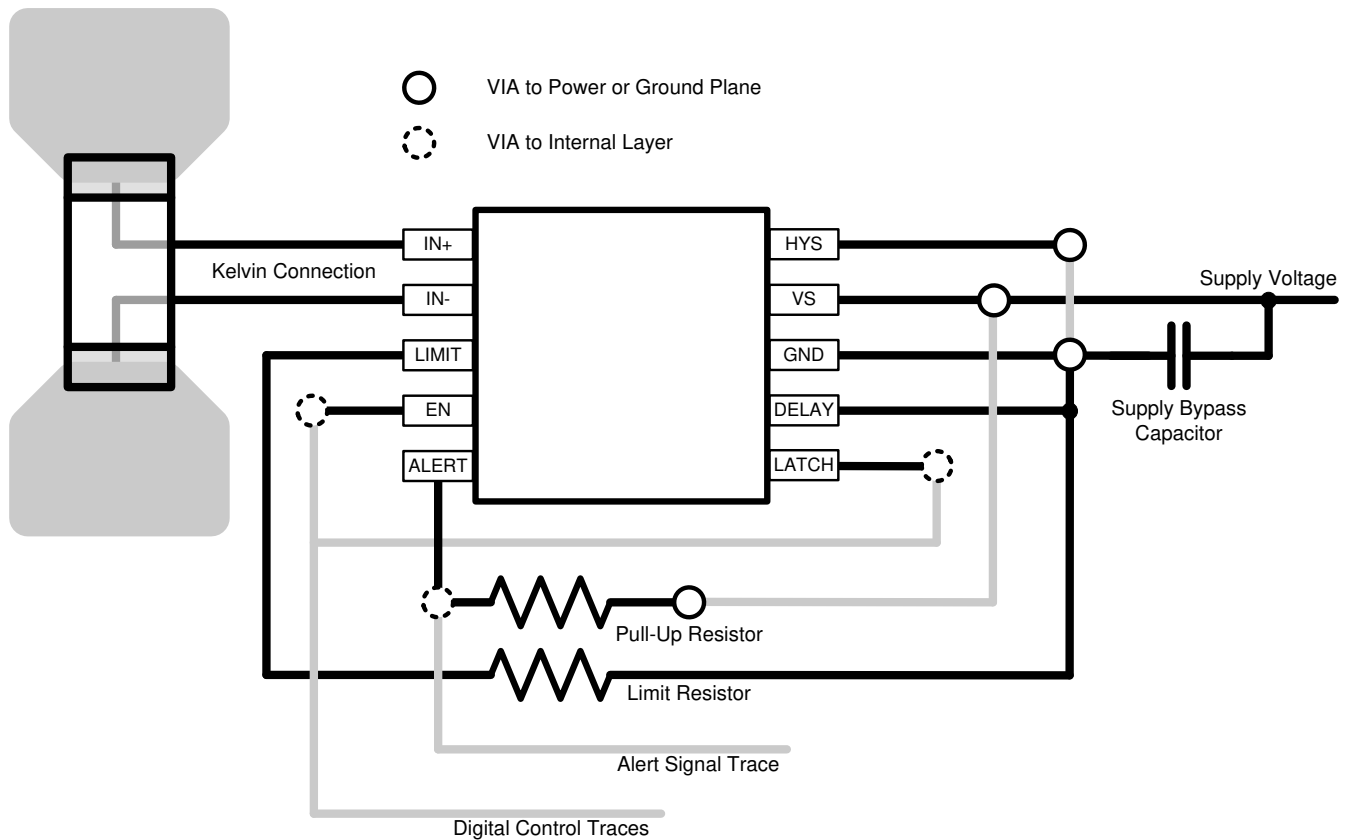 VIA to Power or Ground Plane
VIA to Internal Layer
IN+
HYS
Kelvin Connection
Supply Voltage
IN-
VS
LIMIT
GND
EN
DELAY
Supply Bypass
Capacitor
ALERT
LATCH
Pull-Up Resistor
Limit Resistor
Alert Signal Trace
Digital Control Traces